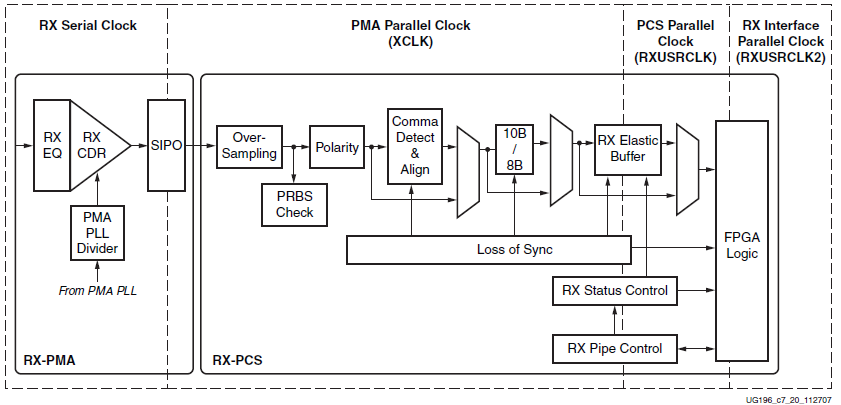 RX Serial Clock
PMA Parallel Clock
(XCLK)
PCS Parallel
Clock
(RXUSRCLK)
RX Interface
Parallel Clock
(RXUSRCLK2)
RX
EQ
RX
CDR
SIPO
Over-
Sampling
Polarity
PRBS
Check
Comma
Detect
&
Align
10B
/
8B
RX Elastic
Buffer
FPGA
Logic
PMA
PLL
Divider
From PMA PLL
Loss of Sync
RX Status Control
RX Pipe Control
RX-PMA
RX-PCS
UG196_c7_20_112707